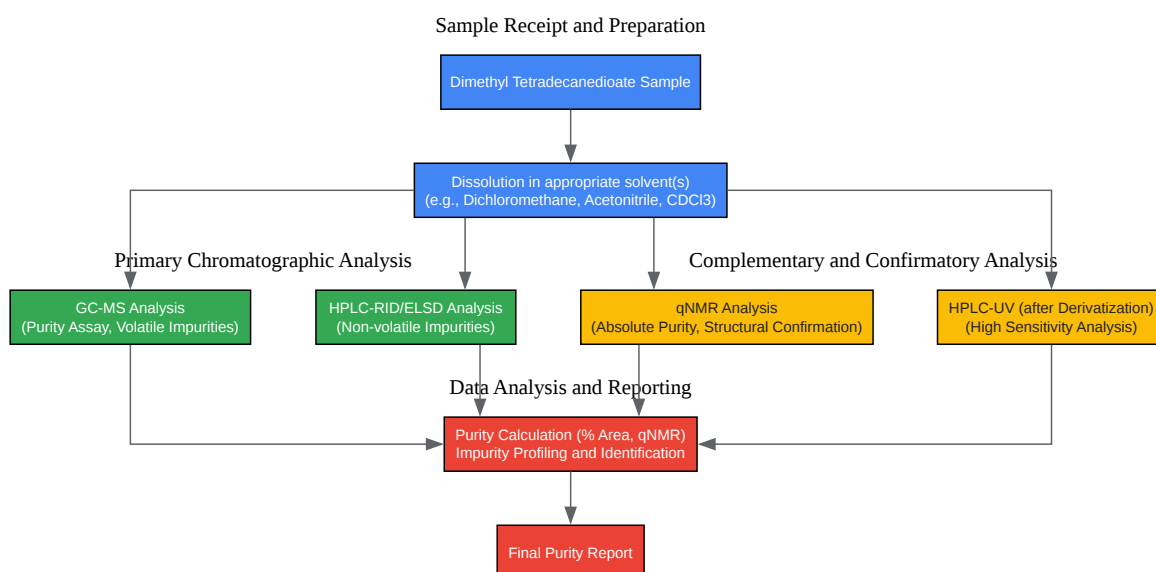 Sample Receipt and Preparation
Dimethyl Tetradecanedioate Sample
Dissolution in appropriate solvent(s)
(e.g., Dichloromethane, Acetonitrile, CDCl3)
Primary Chromatographic Analysis
Complementary and Confirmatory Analysis
GC-MS Analysis
(Purity Assay, Volatile Impurities)
HPLC-RID/ELSD Analysis
(Non-volatile Impurities)
qNMR Analysis
(Absolute Purity, Structural Confirmation)
HPLC-UV (after Derivatization)
(High Sensitivity Analysis)
Data Analysis and Reporting
Purity Calculation (% Area, qNMR)
Impurity Profiling and Identification
Final Purity Report